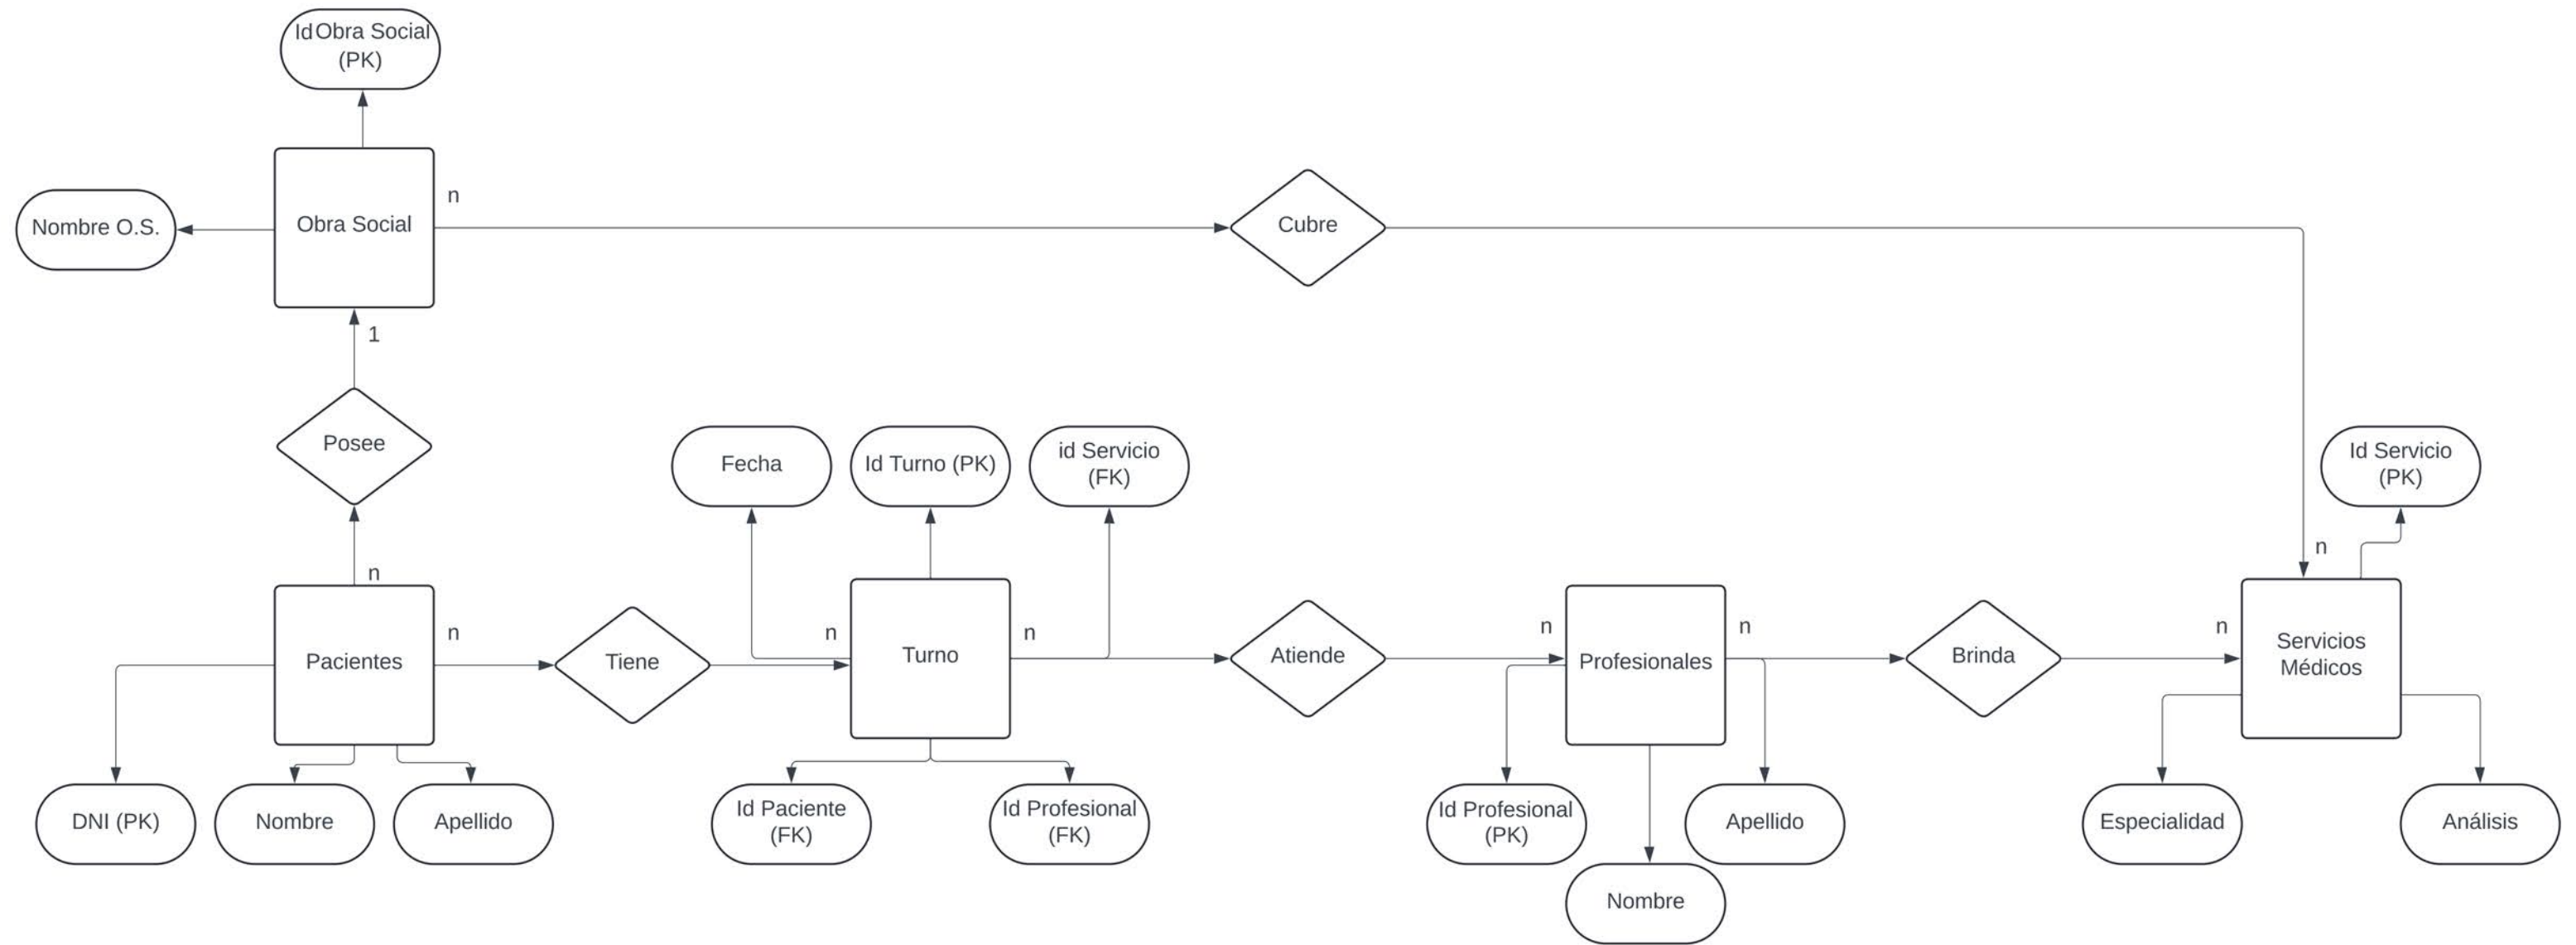 Id Obra Social
(PK)
Nombre O.S.
Obra Social
n
Cubre
1
Posee
n
Fecha
Id Turno (PK)
id Servicio
(FK)
Id Servicio
(PK)
n
Pacientes
n
Tiene
n
Turno
n
Atiende
n
Profesionales
n
Brinda
n
Servicios
Médicos
DNI (PK)
Nombre
Apellido
Id Paciente
(FK)
Id Profesional
(FK)
Id Profesional
(PK)
Nombre
Apellido
Especialidad
Análisis